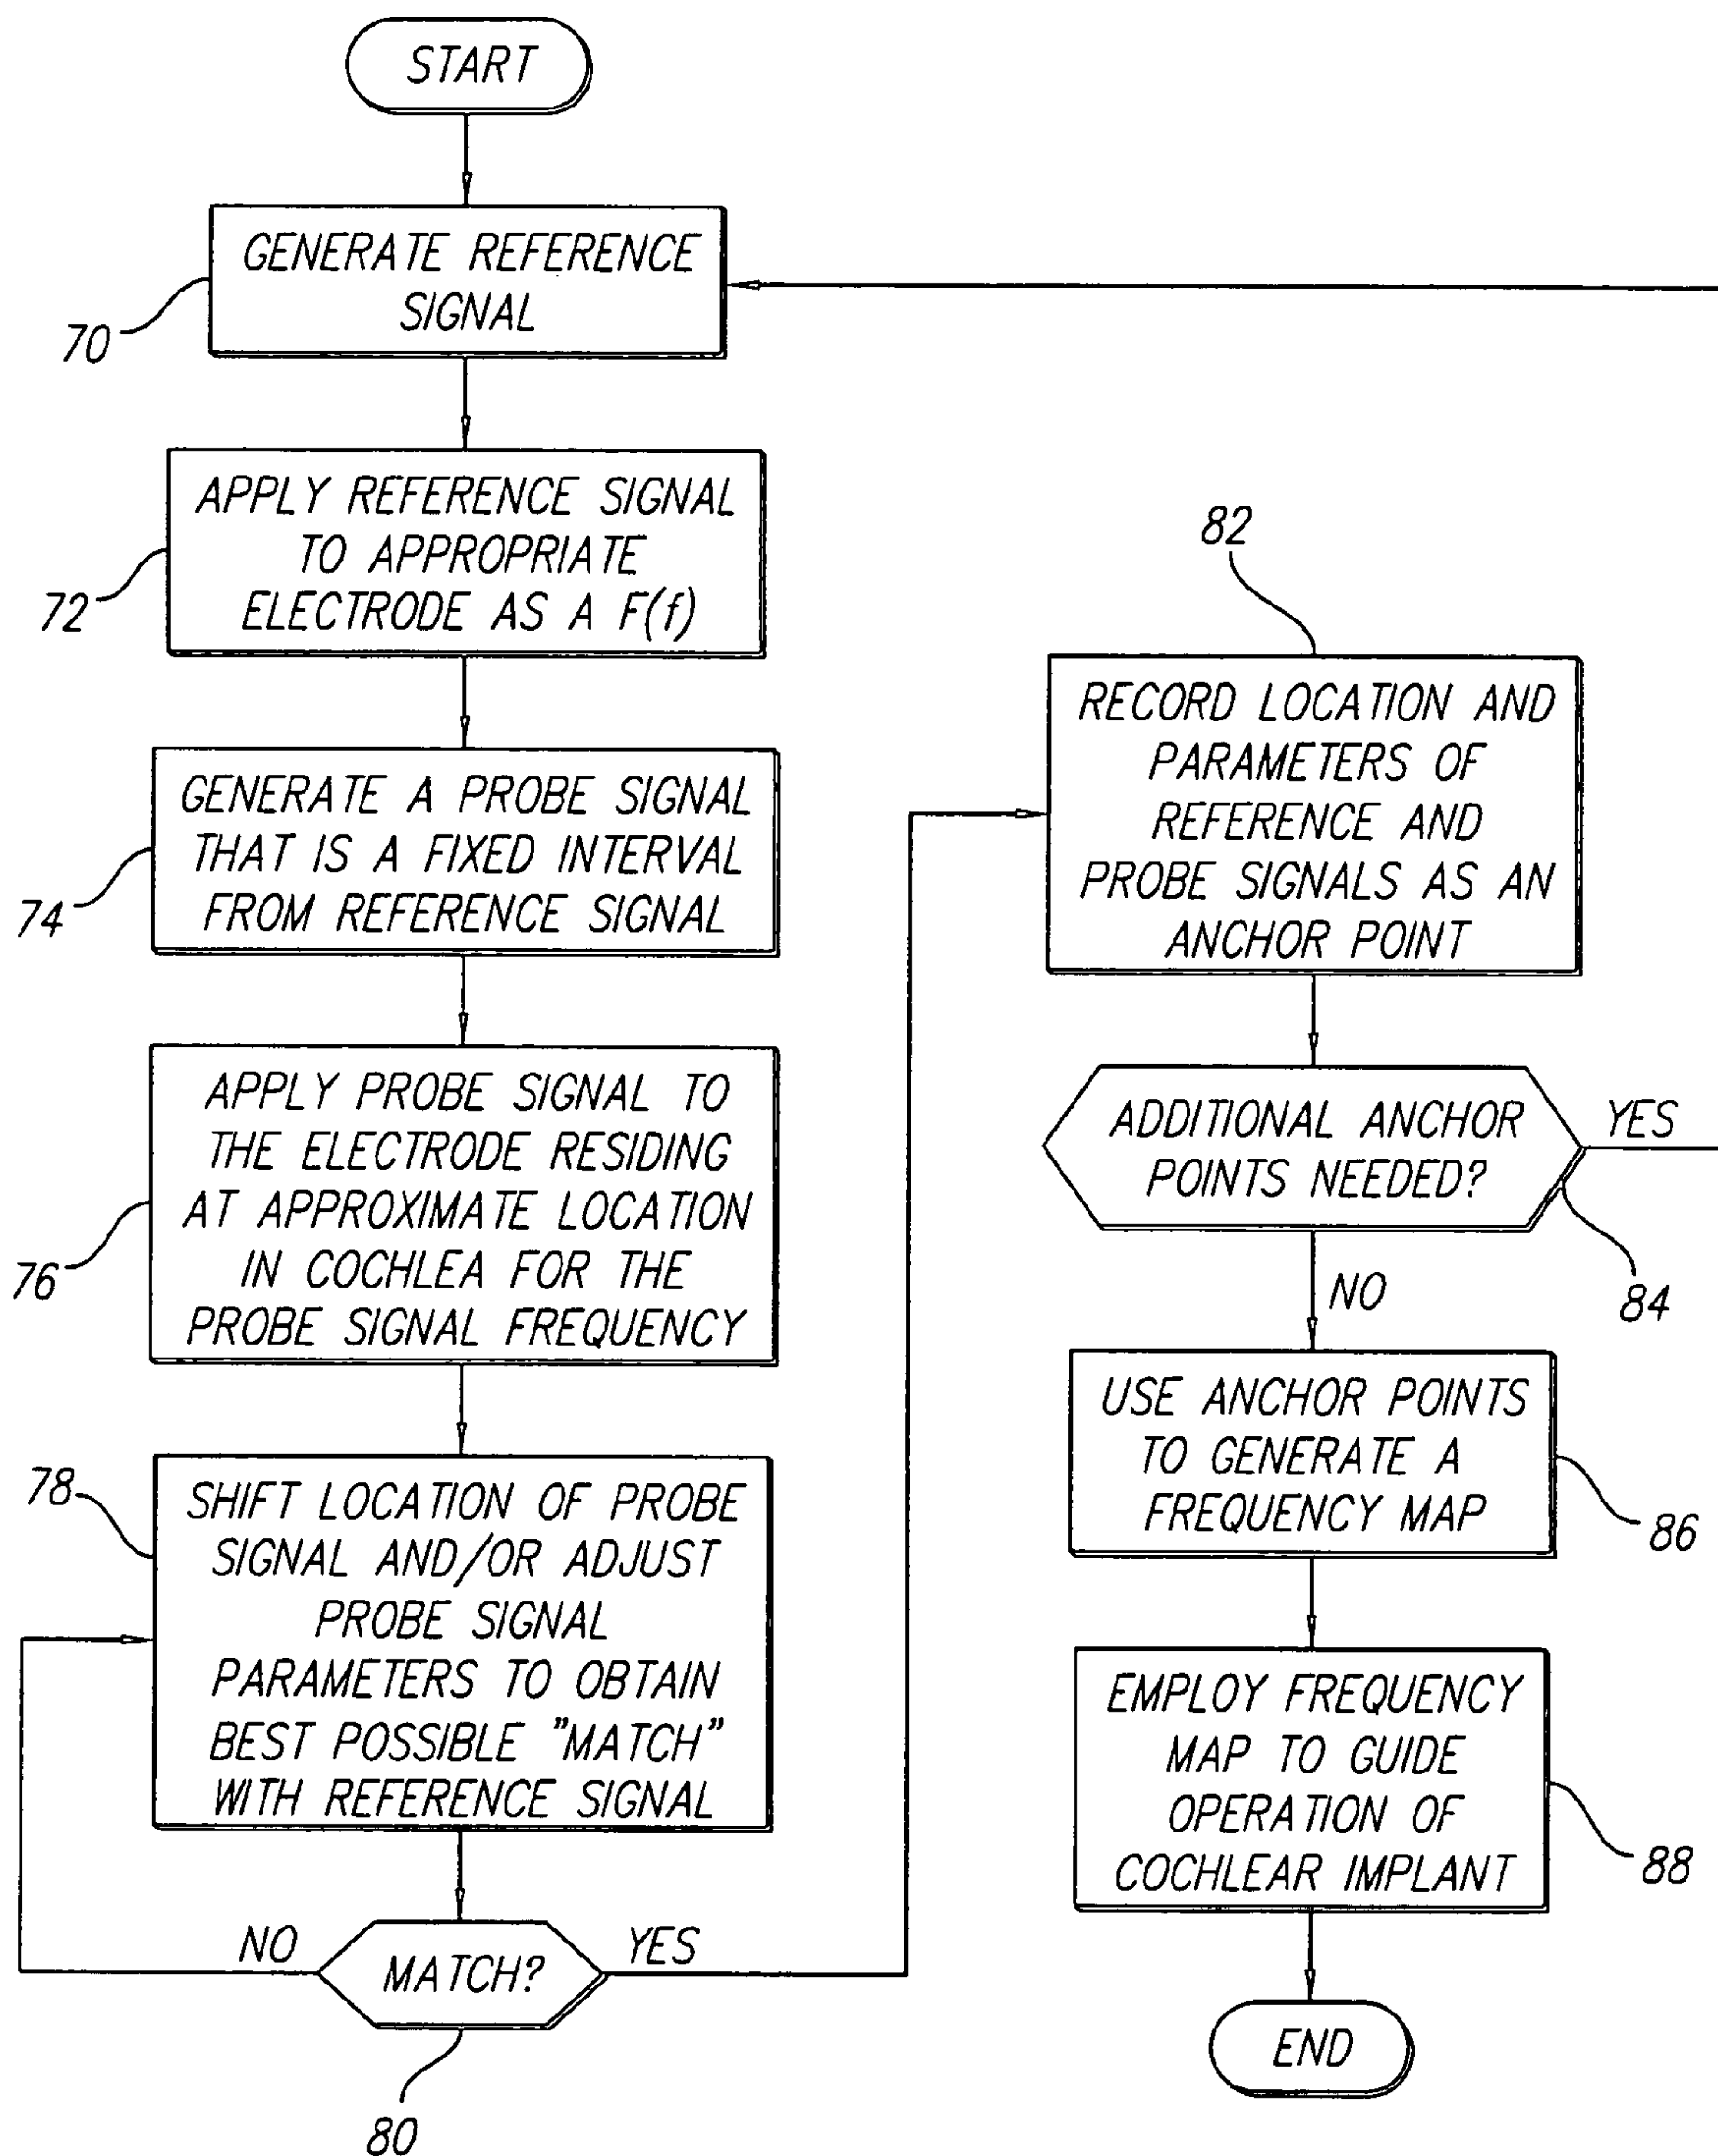 START
GENERATE REFERENCE
SIGNAL
70
APPLY REFERENCE SIGNAL
TO APPROPRIATE
ELECTRODE AS A F(f)
72
GENERATE A PROBE SIGNAL
THAT IS A FIXED INTERVAL
FROM REFERENCE SIGNAL
74
APPLY PROBE SIGNAL TO
THE ELECTRODE RESIDING
AT APPROXIMATE LOCATION
IN COCHLEA FOR THE
PROBE SIGNAL FREQUENCY
76
78
SHIFT LOCATION OF PROBE
SIGNAL AND/OR ADJUST
PROBE SIGNAL
PARAMETERS TO OBTAIN
BEST POSSIBLE "MATCH"
WITH REFERENCE SIGNAL
NO
MATCH?
YES
80
82
RECORD LOCATION AND
PARAMETERS OF
REFERENCE AND
PROBE SIGNALS AS AN
ANCHOR POINT
ADDITIONAL ANCHOR
POINTS NEEDED?
YES
84
NO
USE ANCHOR POINTS
TO GENERATE A
FREQUENCY MAP
86
EMPLOY FREQUENCY
MAP TO GUIDE
OPERATION OF
COCHLEAR IMPLANT
88
END